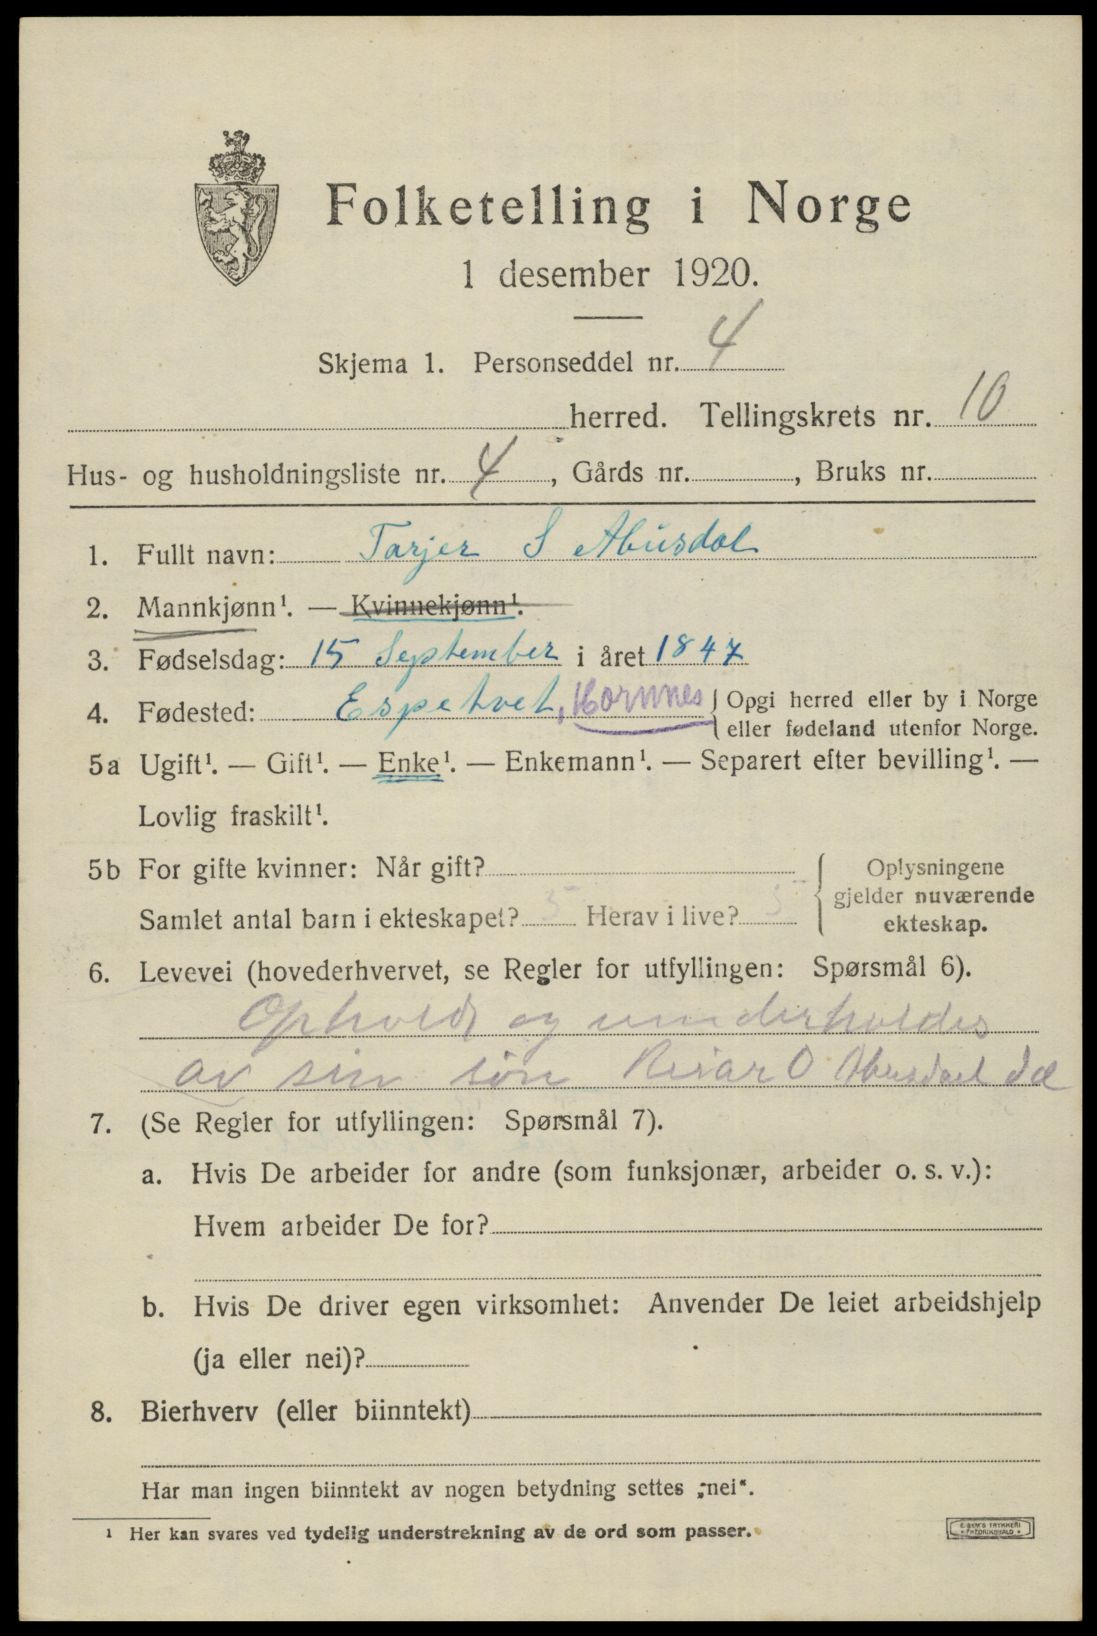 Folketelling i Norge
1 desember 1920.
Skjema 1. Personseddel nr. 4
herred. Tellingskrets nr. 10
Hus- og husholdningsliste nr. 4, Gårds nr. , Bruks nr.
1. Fullt navn: Tarjer S Abusdal
2. Mannkjønn¹. — Kvinnekjønn¹.
3. Fødselsdag: 15 September i året 1847
4. Fødested: Espetvet, Hornnes { Opgi herred eller by i Norge
eller fødeland utenfor Norge.
5a Ugift¹. — Gift¹. — Enke¹. — Enkemann¹. — Separert efter bevilling¹. —
Lovlig fraskilt¹.
5b For gifte kvinner: Når gift? { Oplysningene
gjelder nuværende
Samlet antal barn i ekteskapet? 5 Herav i live? 5 ekteskap.
6. Levevei (hovederhvervet, se Regler for utfyllingen: Spørsmål 6).
Ophold og underholdes
av sin søn O Abusdal
7. (Se Regler for utfyllingen: Spørsmål 7).
a. Hvis De arbeider for andre (som funksjonær, arbeider o. s. v.):
Hvem arbeider De for?
b. Hvis De driver egen virksomhet: Anvender De leiet arbeidshjelp
(ja eller nei)?
8. Bierhverv (eller biinntekt)
Har man ingen biinntekt av nogen betydning settes „nei“.
¹ Her kan svares ved tydelig understrekning av de ord som passer.